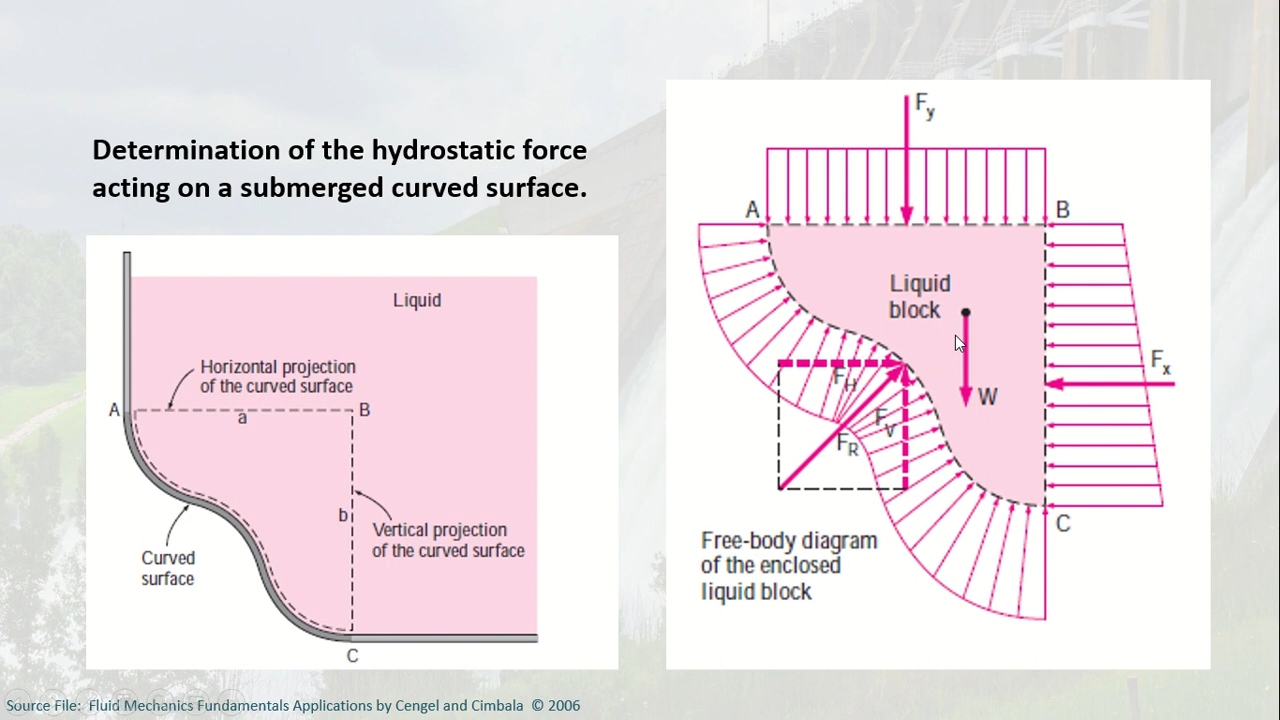 Determination of the hydrostatic force
acting on a submerged curved surface.
Liquid
Horizontal projection
of the curved surface
A
B
a
b
Vertical projection
of the curved surface
Curved
surface
C
Fy
A
B
Liquid
block
Fx
W
FH
FV
FR
C
Free-body diagram
of the enclosed
liquid block
Source File: Fluid Mechanics Fundamentals Applications by Cengel and Cimbala © 2006